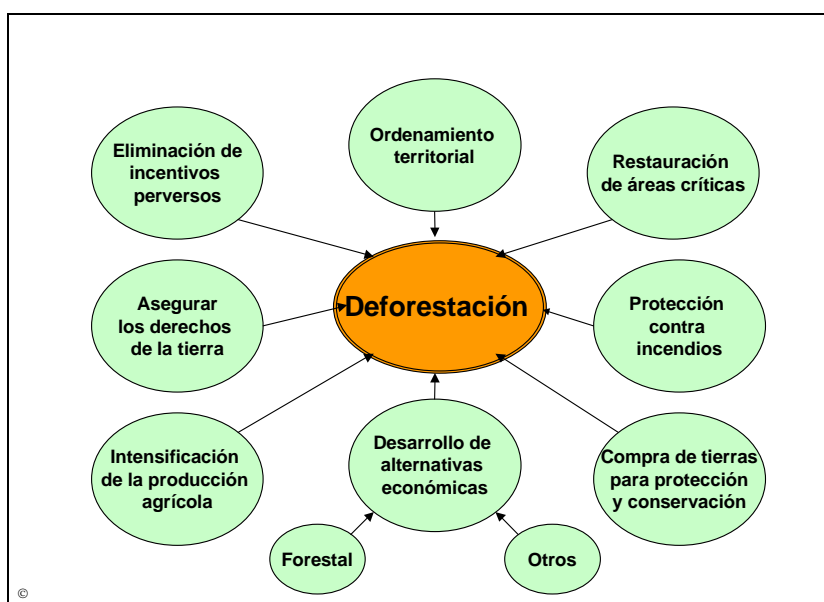 Eliminación de
incentivos
perversos
Ordenamiento
territorial
Restauración
de áreas críticas
Asegurar
los derechos
de la tierra
Deforestación
Protección
contra
incendios
Intensificación
de la producción
agrícola
Desarrollo de
alternativas
económicas
Compra de tierras
para protección
y conservación
Forestal
Otros
©